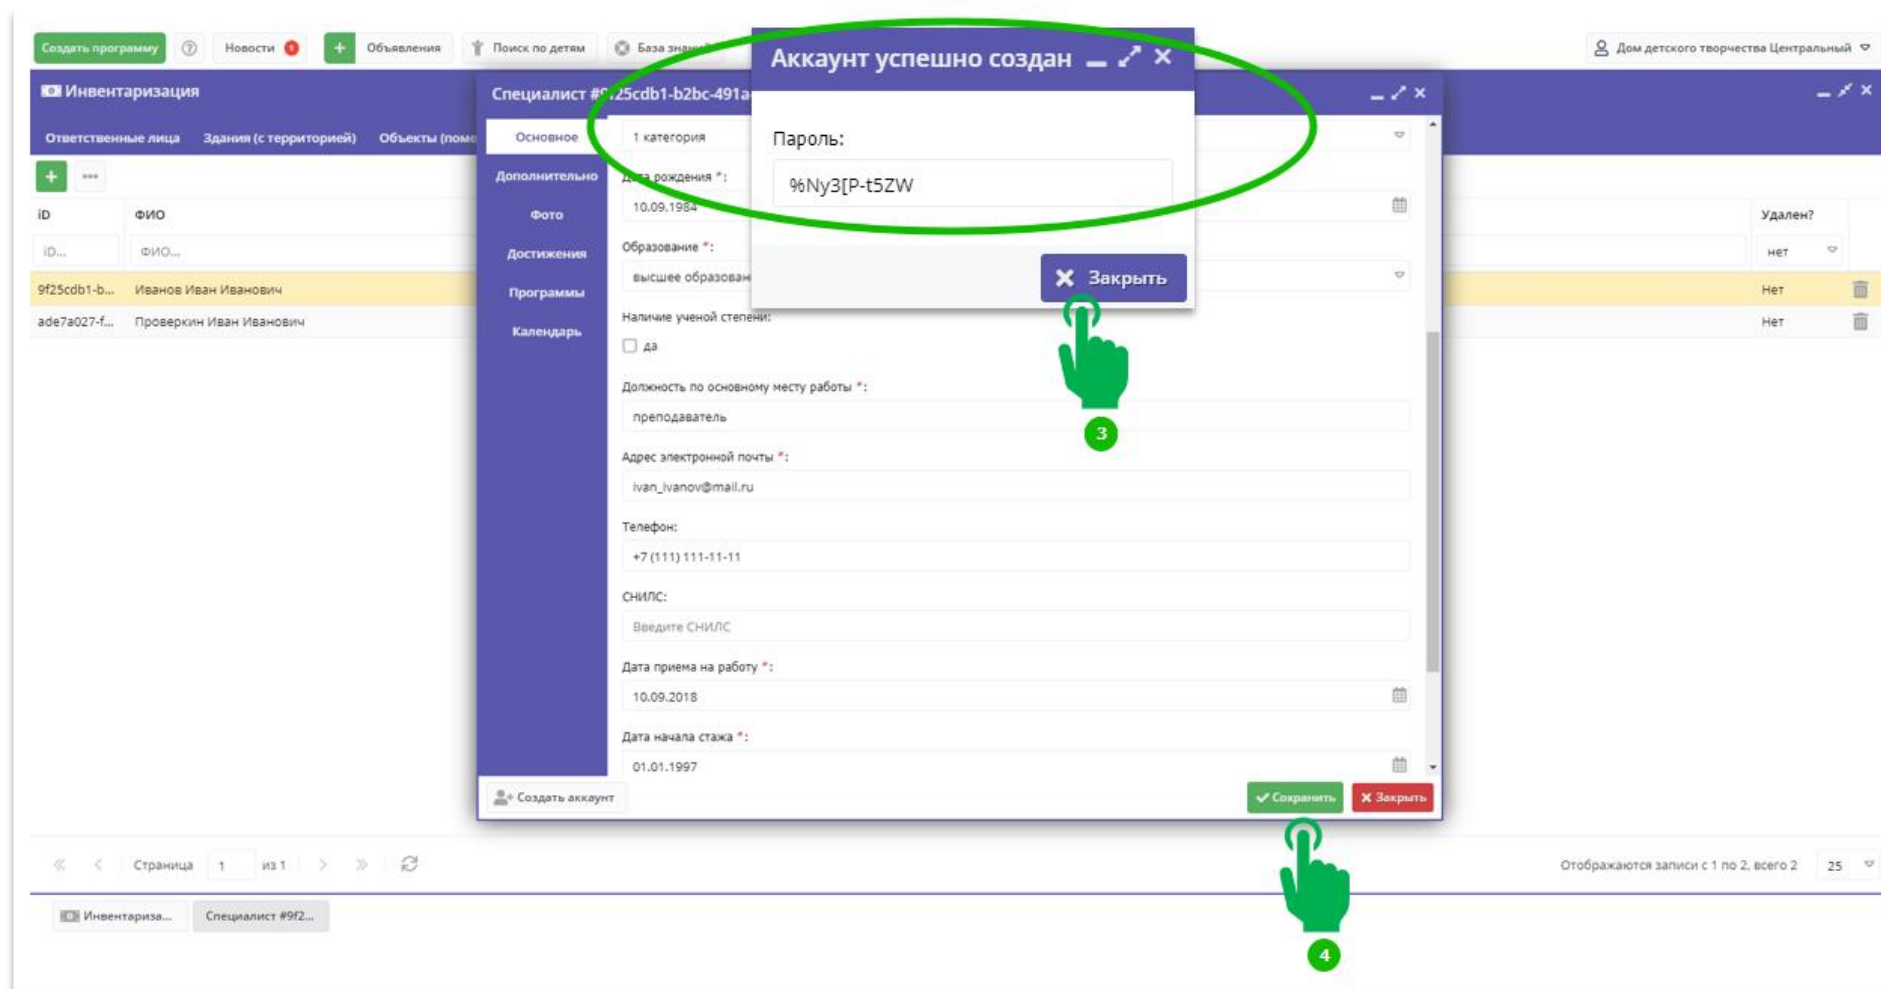 Создать программу
Новости 1
+ Объявления
Поиск по детям
База
Дом детского творчества Центральный
Аккаунт успешно создан
Пароль:
%Ny3[P-t5ZW
Закрыть
3
Инвентаризация
Ответственные лица
Здания (с территорией)
Объекты
+
ID
ФИО
Удален?
ID...
ФИО...
нет
9f25cdb1-b...
Иванов Иван Иванович
Нет
ade7a027-f...
Проверкин Иван Иванович
Нет
Специалист
25cdb1-b2bc-491a
Основное
Дополнительно
Фото
Достижения
Программы
Календарь
1 категория
Дата рождения *:
10.09.1984
Образование *:
высшее
Наличие ученой степени:
да
Должность по основному месту работы *:
преподаватель
Адрес электронной почты *:
ivan_ivanov@mail.ru
Телефон:
+7 (111) 111-11-11
СНИЛС:
Введите СНИЛС
Дата приема на работу *:
10.09.2018
Дата начала стажа *:
01.01.1997
Создать аккаунт
Сохранить
Закрыть
4
Страница 1 из 1
Отображаются записи с 1 по 2, всего 2
25
Инвентариза...
Специалист #9f2...